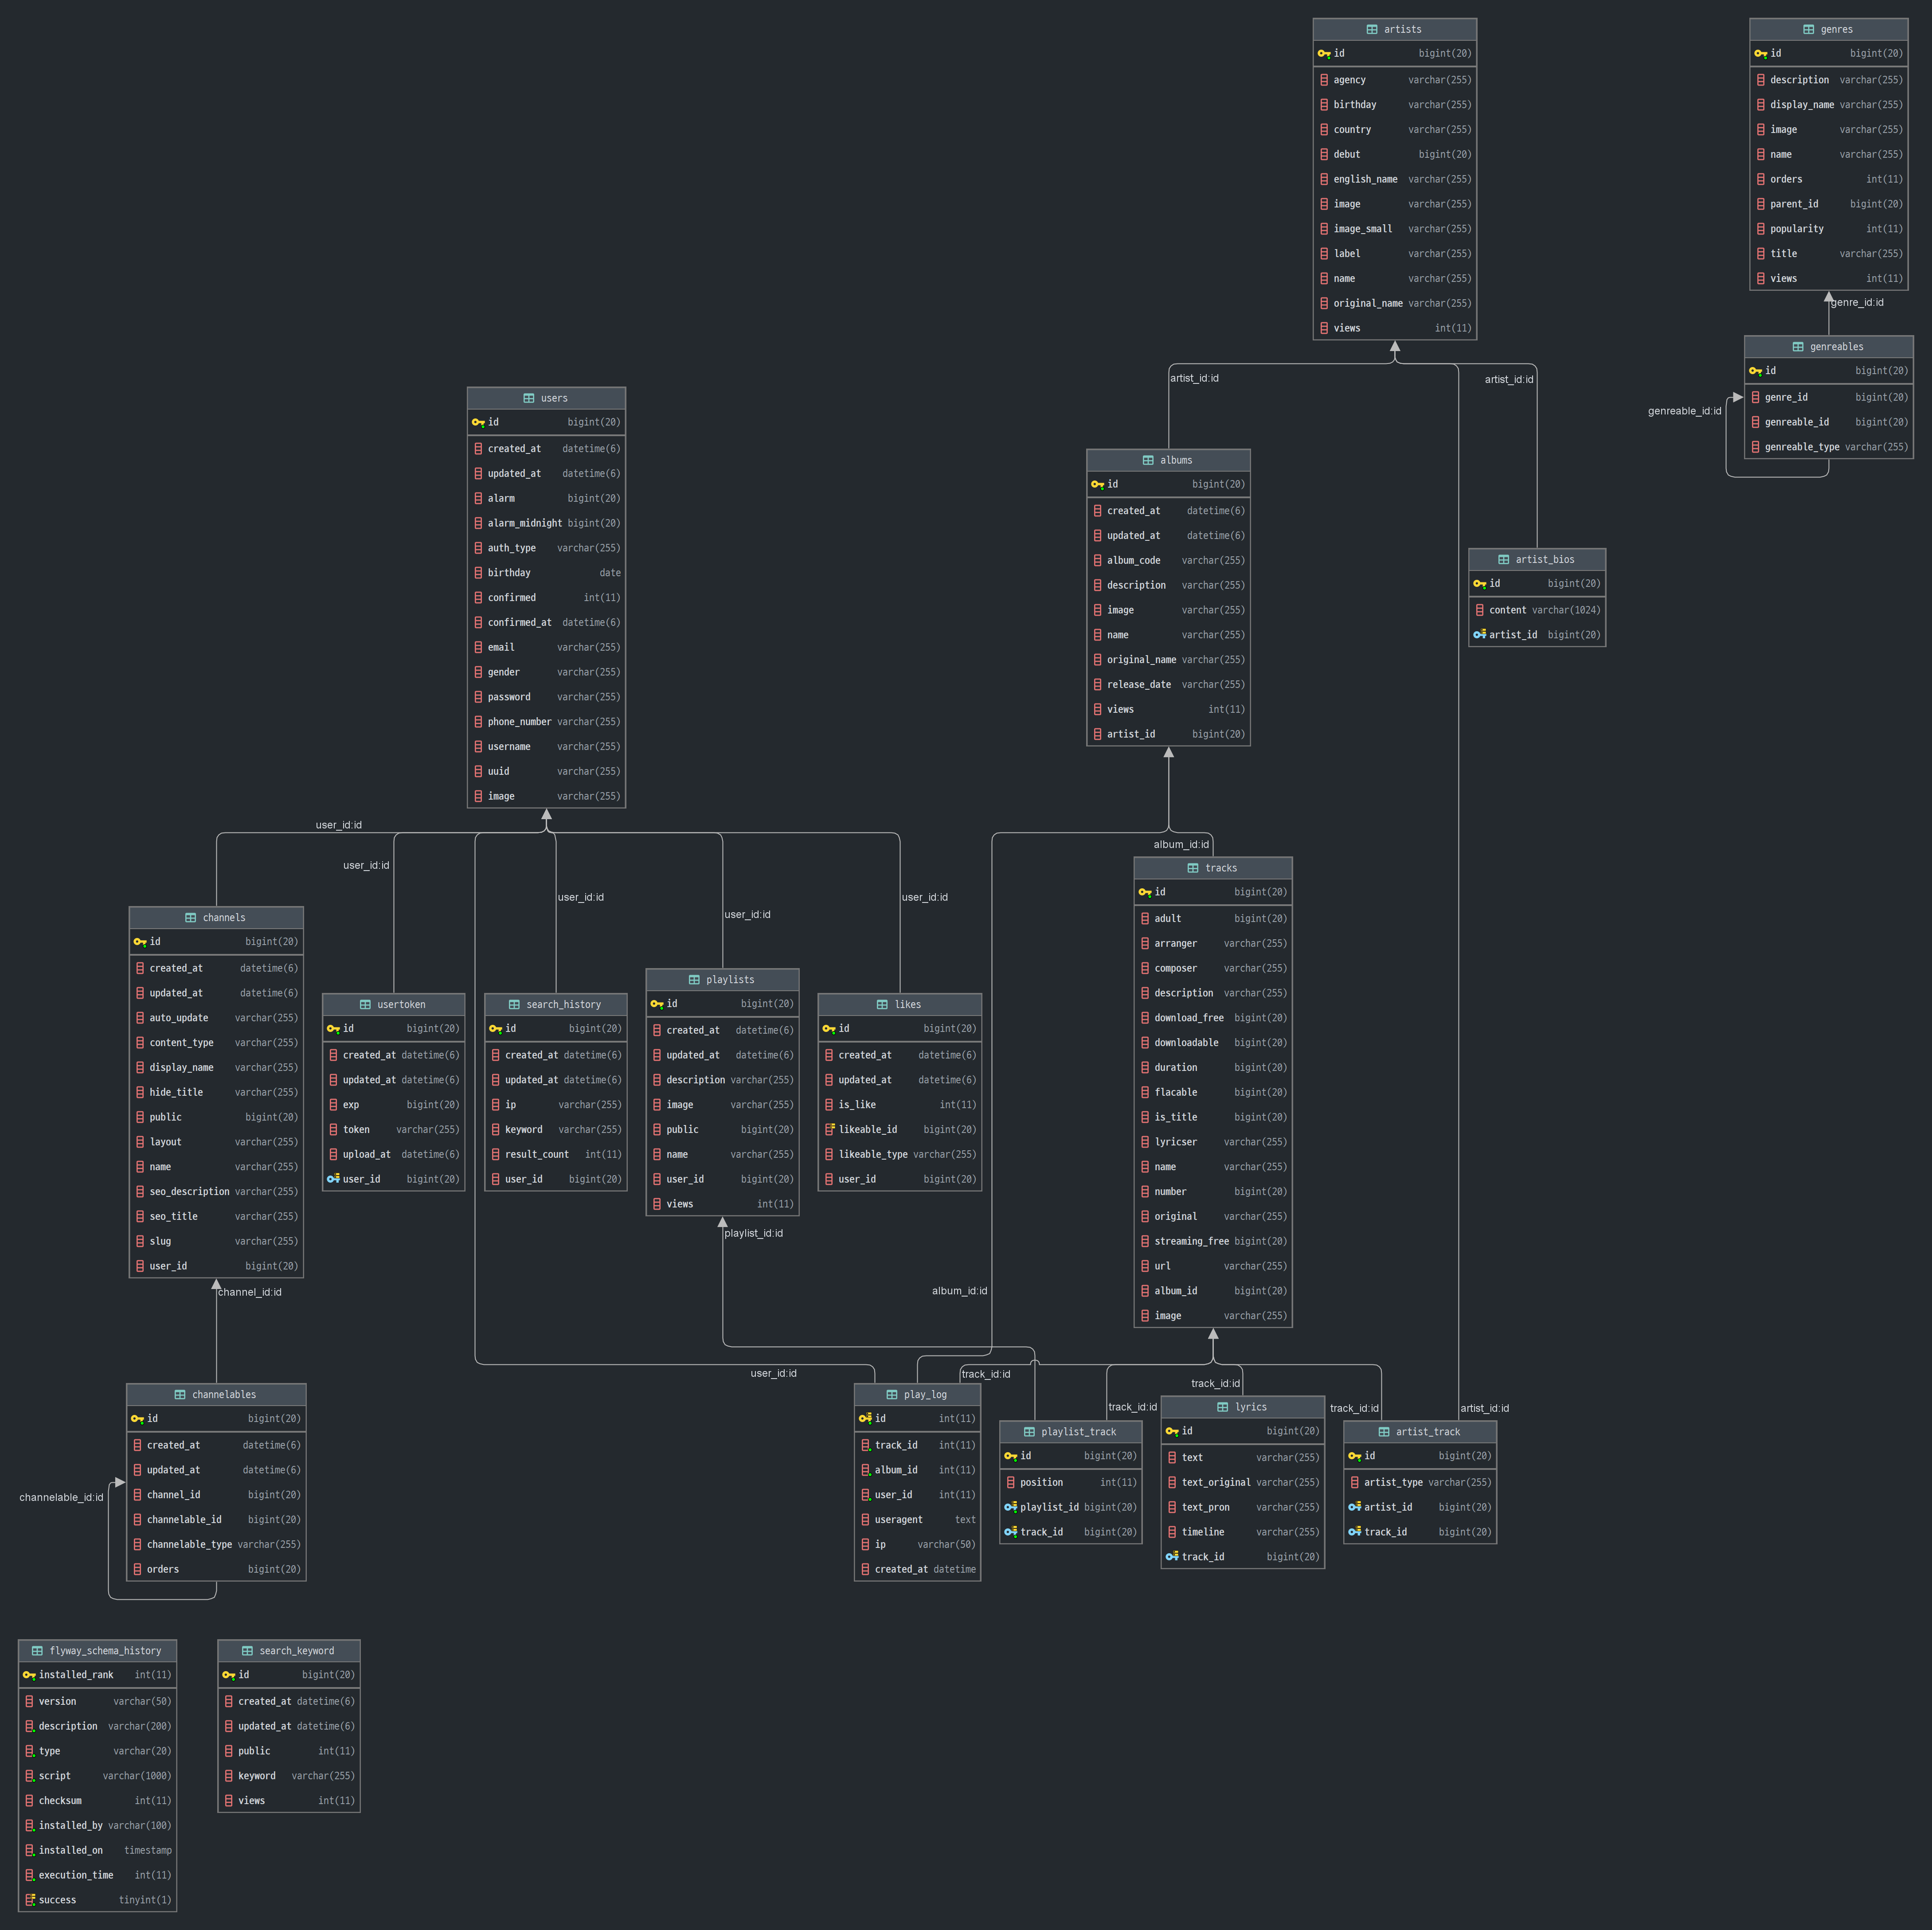 artists
id bigint(20)
agency varchar(255)
birthday varchar(255)
country varchar(255)
debut bigint(20)
english_name varchar(255)
image varchar(255)
image_small varchar(255)
label varchar(255)
name varchar(255)
original_name varchar(255)
views int(11)
genres
id bigint(20)
description varchar(255)
display_name varchar(255)
image varchar(255)
name varchar(255)
orders int(11)
parent_id bigint(20)
popularity int(11)
title varchar(255)
views int(11)
genre_id:id
genreables
id bigint(20)
genre_id bigint(20)
genreable_id bigint(20)
genreable_type varchar(255)
genreable_id:id
artist_id:id
artist_id:id
users
id bigint(20)
created_at datetime(6)
updated_at datetime(6)
alarm bigint(20)
alarm_midnight bigint(20)
auth_type varchar(255)
birthday date
confirmed int(11)
confirmed_at datetime(6)
email varchar(255)
gender varchar(255)
password varchar(255)
phone_number varchar(255)
username varchar(255)
uuid varchar(255)
image varchar(255)
albums
id bigint(20)
created_at datetime(6)
updated_at datetime(6)
album_code varchar(255)
description varchar(255)
image varchar(255)
name varchar(255)
original_name varchar(255)
release_date varchar(255)
views int(11)
artist_id bigint(20)
artist_bios
id bigint(20)
content varchar(1024)
artist_id bigint(20)
user_id:id
user_id:id
user_id:id
user_id:id
user_id:id
album_id:id
channels
id bigint(20)
created_at datetime(6)
updated_at datetime(6)
auto_update varchar(255)
content_type varchar(255)
display_name varchar(255)
hide_title varchar(255)
public bigint(20)
layout varchar(255)
name varchar(255)
seo_description varchar(255)
seo_title varchar(255)
slug varchar(255)
user_id bigint(20)
usertoken
id bigint(20)
created_at datetime(6)
updated_at datetime(6)
exp bigint(20)
token varchar(255)
upload_at datetime(6)
user_id bigint(20)
search_history
id bigint(20)
created_at datetime(6)
updated_at datetime(6)
ip varchar(255)
keyword varchar(255)
result_count int(11)
user_id bigint(20)
playlists
id bigint(20)
created_at datetime(6)
updated_at datetime(6)
description varchar(255)
image varchar(255)
public bigint(20)
name varchar(255)
user_id bigint(20)
views int(11)
likes
id bigint(20)
created_at datetime(6)
updated_at datetime(6)
is_like int(11)
likeable_id bigint(20)
likeable_type varchar(255)
user_id bigint(20)
tracks
id bigint(20)
adult bigint(20)
arranger varchar(255)
composer varchar(255)
description varchar(255)
download_free bigint(20)
downloadable bigint(20)
duration bigint(20)
flacable bigint(20)
is_title bigint(20)
lyricser varchar(255)
name varchar(255)
number bigint(20)
original varchar(255)
streaming_free bigint(20)
url varchar(255)
album_id bigint(20)
image varchar(255)
channel_id:id
playlist_id:id
album_id:id
user_id:id
track_id:id
track_id:id
track_id:id
track_id:id
artist_id:id
channelables
id bigint(20)
created_at datetime(6)
updated_at datetime(6)
channel_id bigint(20)
channelable_id bigint(20)
channelable_type varchar(255)
orders bigint(20)
channelable_id:id
play_log
id int(11)
track_id int(11)
album_id int(11)
user_id int(11)
useragent text
ip varchar(50)
created_at datetime
playlist_track
id bigint(20)
position int(11)
playlist_id bigint(20)
track_id bigint(20)
lyrics
id bigint(20)
text varchar(255)
text_original varchar(255)
text_pron varchar(255)
timeline varchar(255)
track_id bigint(20)
artist_track
id bigint(20)
artist_type varchar(255)
artist_id bigint(20)
track_id bigint(20)
flyway_schema_history
installed_rank int(11)
version varchar(50)
description varchar(200)
type varchar(20)
script varchar(1000)
checksum int(11)
installed_by varchar(100)
installed_on timestamp
execution_time int(11)
success tinyint(1)
search_keyword
id bigint(20)
created_at datetime(6)
updated_at datetime(6)
public int(11)
keyword varchar(255)
views int(11)